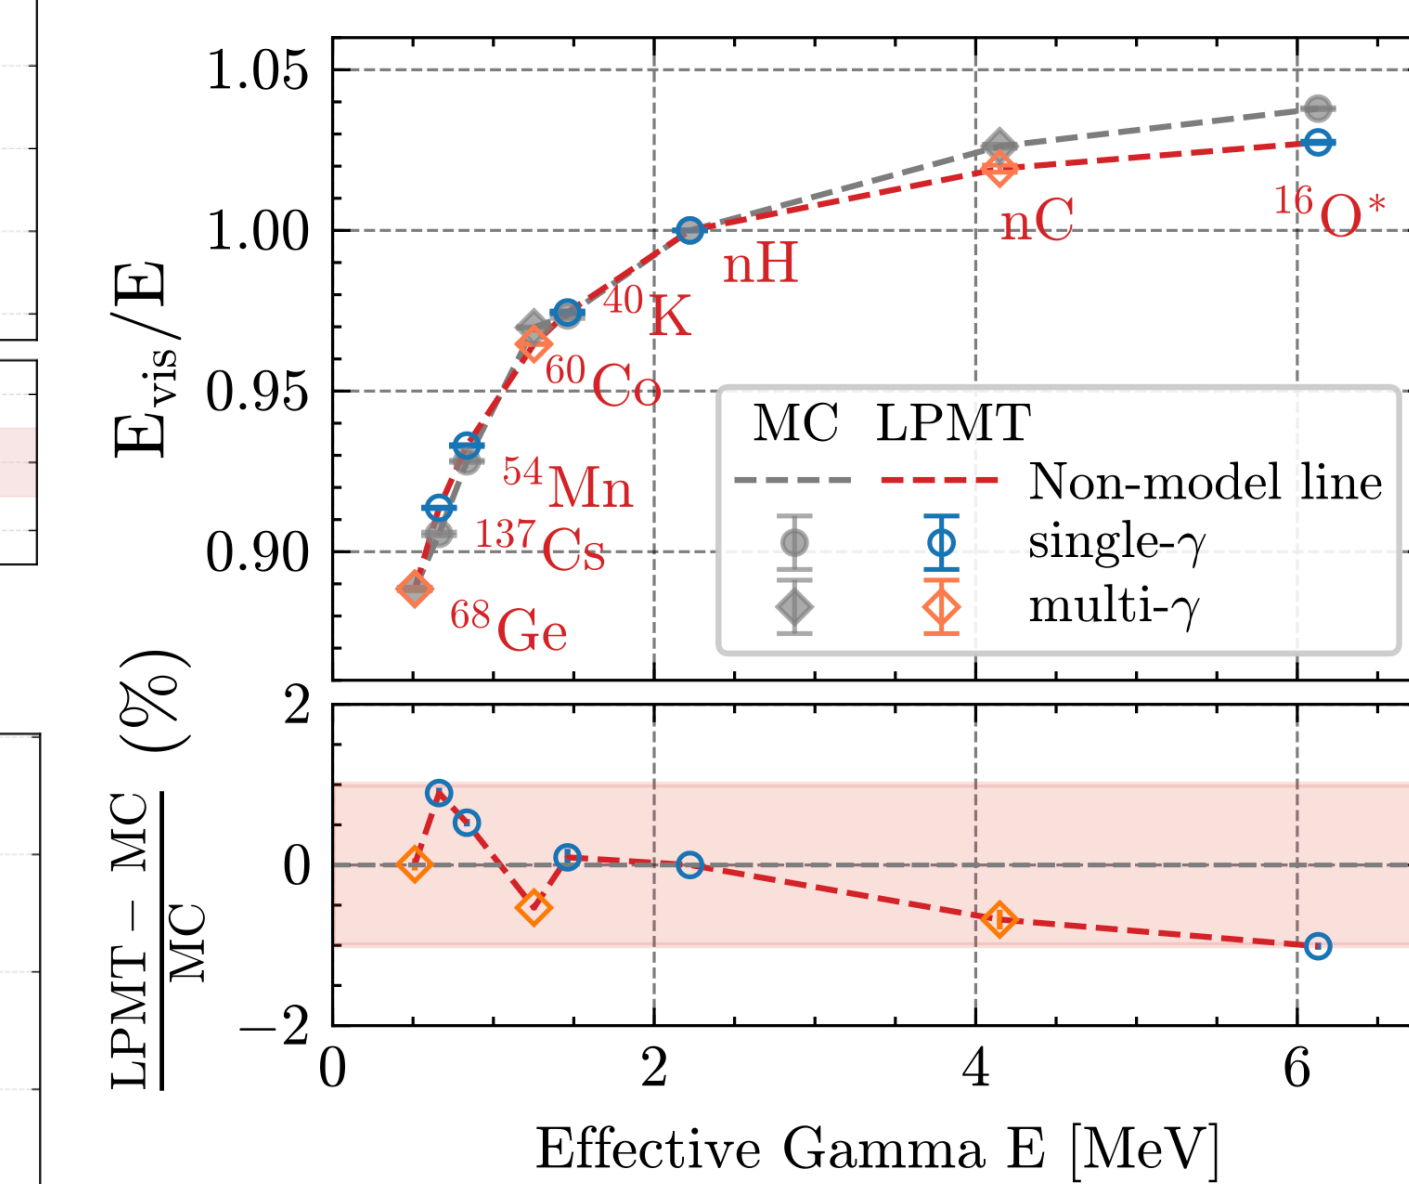 1.05
1.00
0.95
0.90
E_vis/E
¹⁶O*
nC
nH
⁴⁰K
⁶⁰Co
⁵⁴Mn
¹³⁷Cs
⁶⁸Ge
MC LPMT
Non-model line
single-γ
multi-γ
2
0
−2
LPMT − MC
MC
(%)
0 2 4 6
Effective Gamma E [MeV]